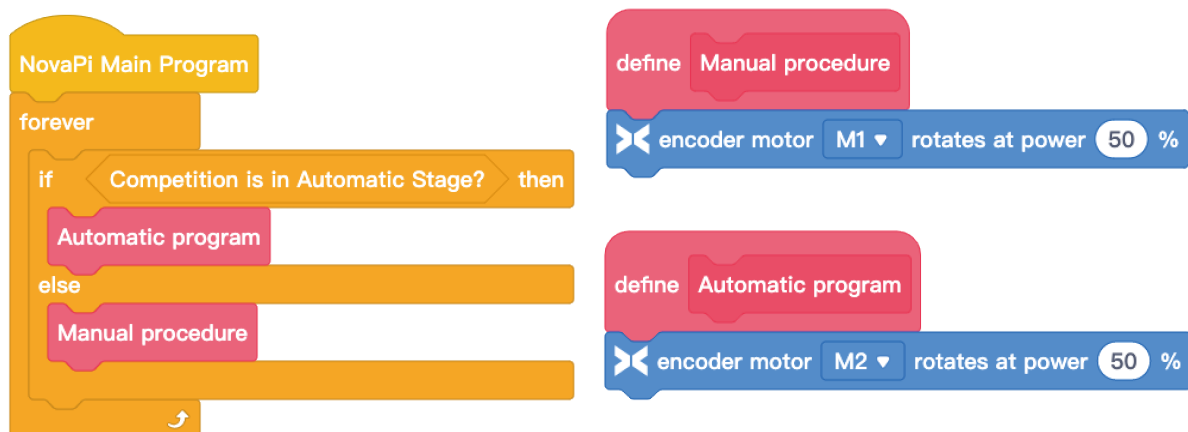 NovaPi Main Program
forever
if Competition is in Automatic Stage? then
Automatic program
else
Manual procedure
define Manual procedure
encoder motor M1 rotates at power 50 %
define Automatic program
encoder motor M2 rotates at power 50 %